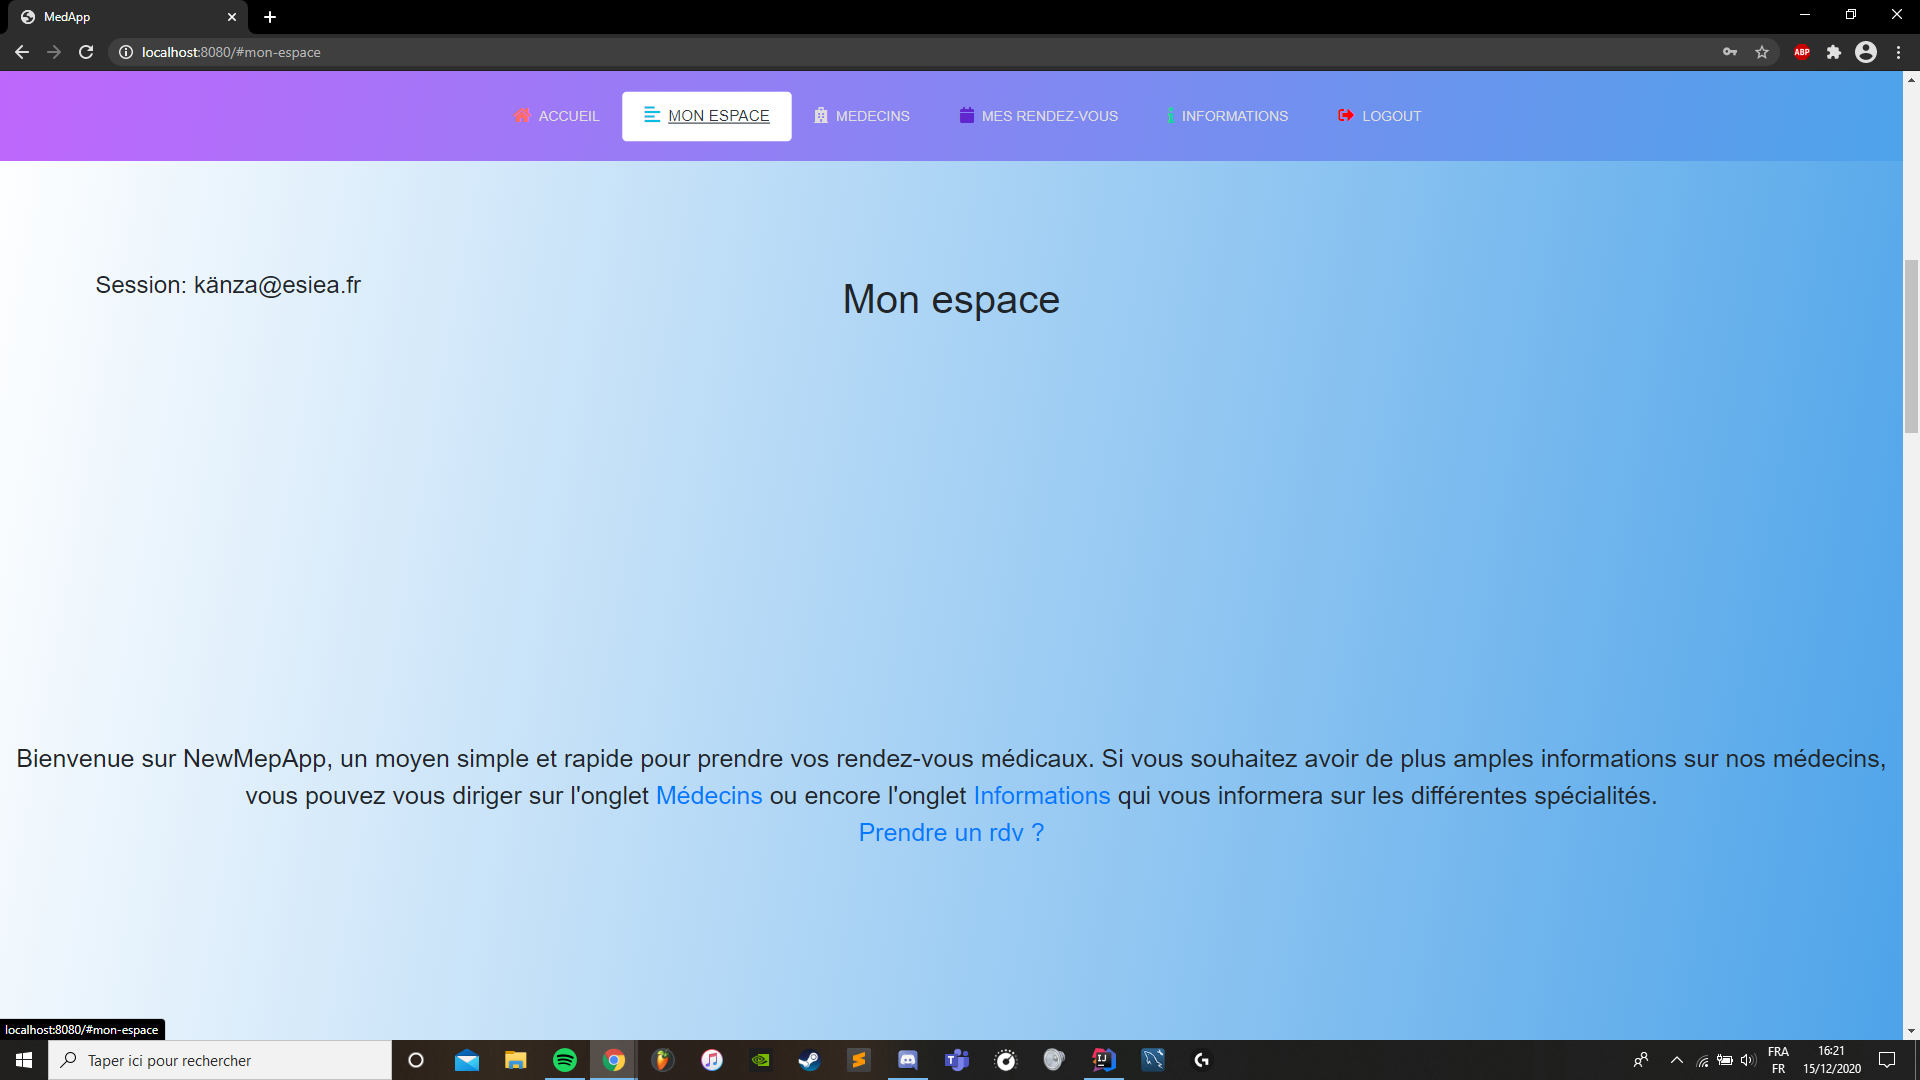 MedApp
localhost:8080/#mon-espace
ABP
ACCUEIL
MON ESPACE
MEDECINS
MES RENDEZ-VOUS
INFORMATIONS
LOGOUT
Session: känza@esiea.fr
Mon espace
Bienvenue sur NewMepApp, un moyen simple et rapide pour prendre vos rendez-vous médicaux. Si vous souhaitez avoir de plus amples informations sur nos médecins,
vous pouvez vous diriger sur l'onglet Médecins ou encore l'onglet Informations qui vous informera sur les différentes spécialités.
Prendre un rdv ?
localhost:8080/#mon-espace
Taper ici pour rechercher
FRA
FR
16:21
15/12/2020